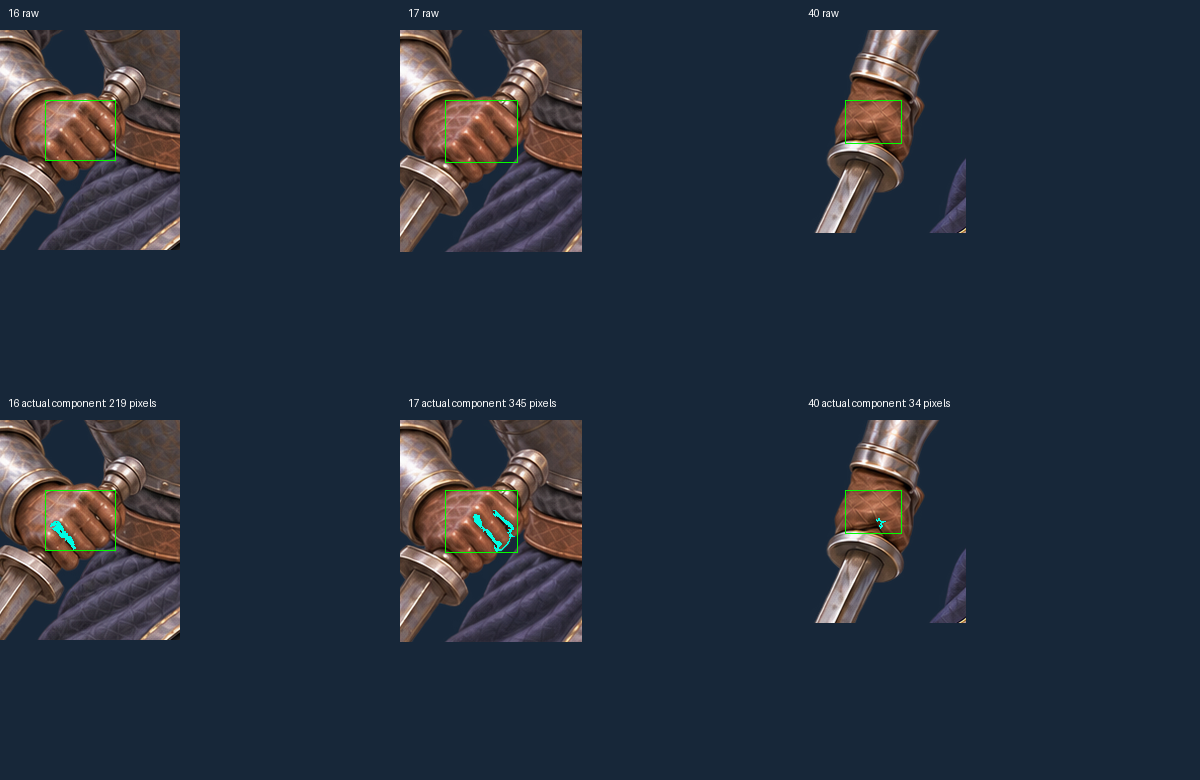 16 raw
17 raw
40 raw
16 actual component: 219 pixels
17 actual component: 345 pixels
40 actual component: 34 pixels